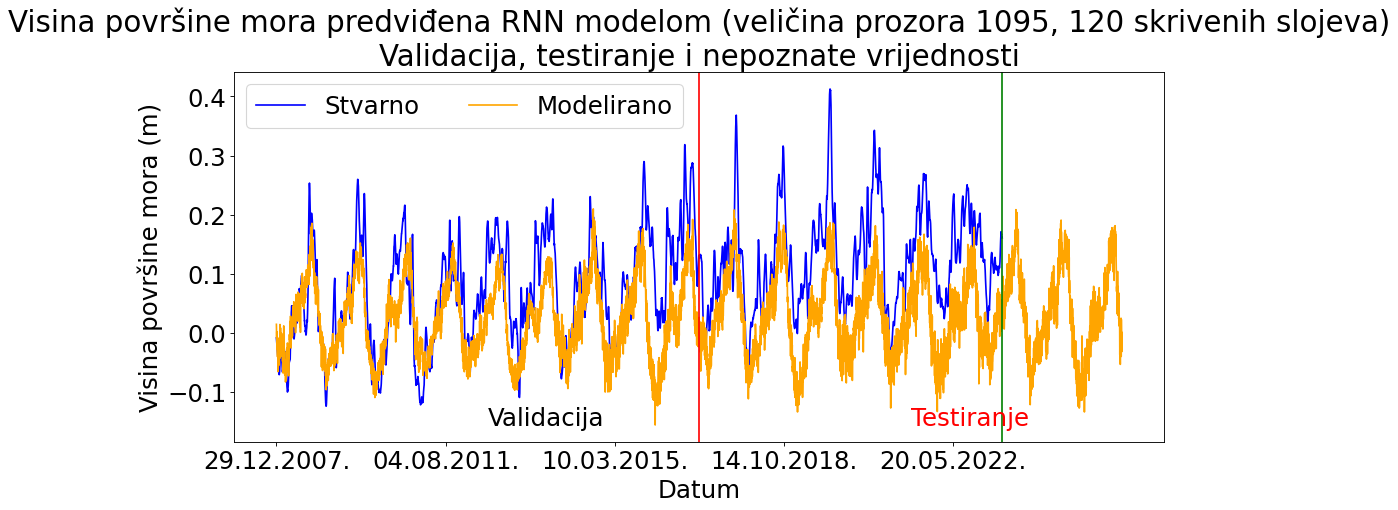 Visina površine mora predviđena RNN modelom (veličina prozora 1095, 120 skrivenih slojeva)
Validacija, testiranje i nepoznate vrijednosti
Stvarno Modelirano
Visina površine mora (m)
0.4
0.3
0.2
0.1
0.0
−0.1
Validacija Testiranje
29.12.2007. 04.08.2011. 10.03.2015. 14.10.2018. 20.05.2022.
Datum